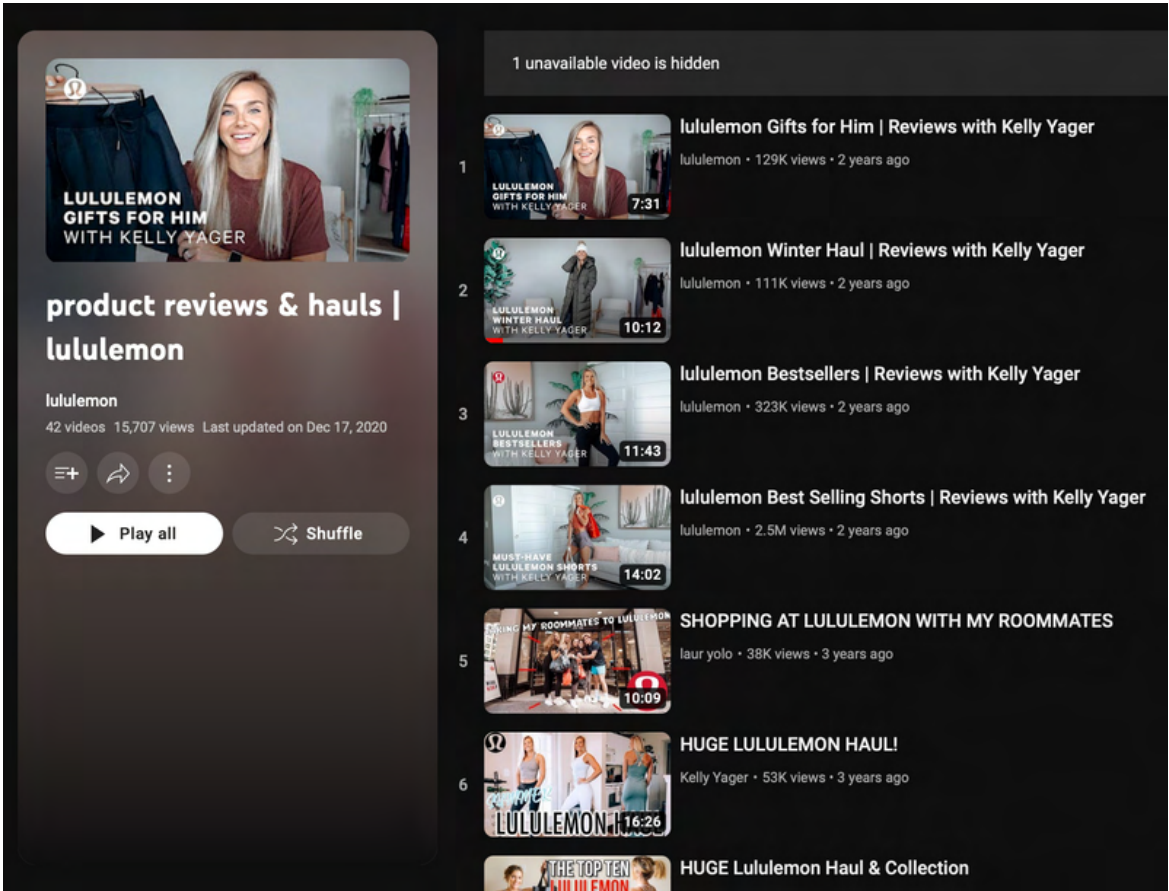 LULULEMON
GIFTS FOR HIM
WITH KELLY YAGER
product reviews & hauls |
lululemon
lululemon
42 videos 15,707 views Last updated on Dec 17, 2020
Play all
Shuffle
1 unavailable video is hidden
1
LULULEMON
GIFTS FOR HIM
WITH KELLY YAGER
7:31
lululemon Gifts for Him | Reviews with Kelly Yager
lululemon • 129K views • 2 years ago
2
LULULEMON
WINTER HAUL
WITH KELLY YAGER
10:12
lululemon Winter Haul | Reviews with Kelly Yager
lululemon • 111K views • 2 years ago
3
LULULEMON
BESTSELLERS
WITH KELLY YAGER
11:43
lululemon Bestsellers | Reviews with Kelly Yager
lululemon • 323K views • 2 years ago
4
MUST-HAVE
LULULEMON SHORTS
WITH KELLY YAGER
14:02
lululemon Best Selling Shorts | Reviews with Kelly Yager
lululemon • 2.5M views • 2 years ago
5
MY ROOMMATES TO LULULEMON
10:09
SHOPPING AT LULULEMON WITH MY ROOMMATES
laur yolo • 38K views • 3 years ago
6
SUMMER
LULULEMON
16:26
HUGE LULULEMON HAUL!
Kelly Yager • 53K views • 3 years ago
THE TOP TEN
LULULEMON
HUGE Lululemon Haul & Collection